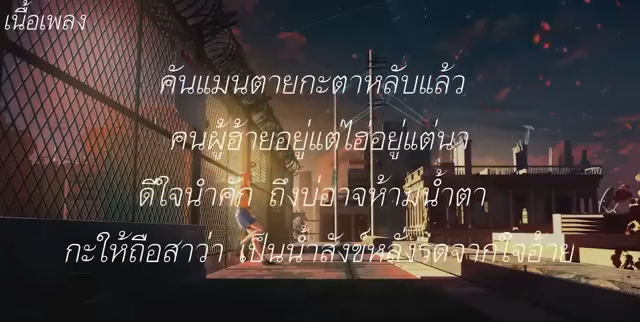 เนื้อเพลง
คันแมนตายกะตาหลับแล้ว
คนผู้ฮ้ายอยู่แต่ไฮ่อยู่แต่นา
ดีใจนำคัก ถึงบ่อาจห้ามน้ำตา
กะให้ถือสาว่า เป็นน้ำสังข์หลั่งรดจากใจอ้าย